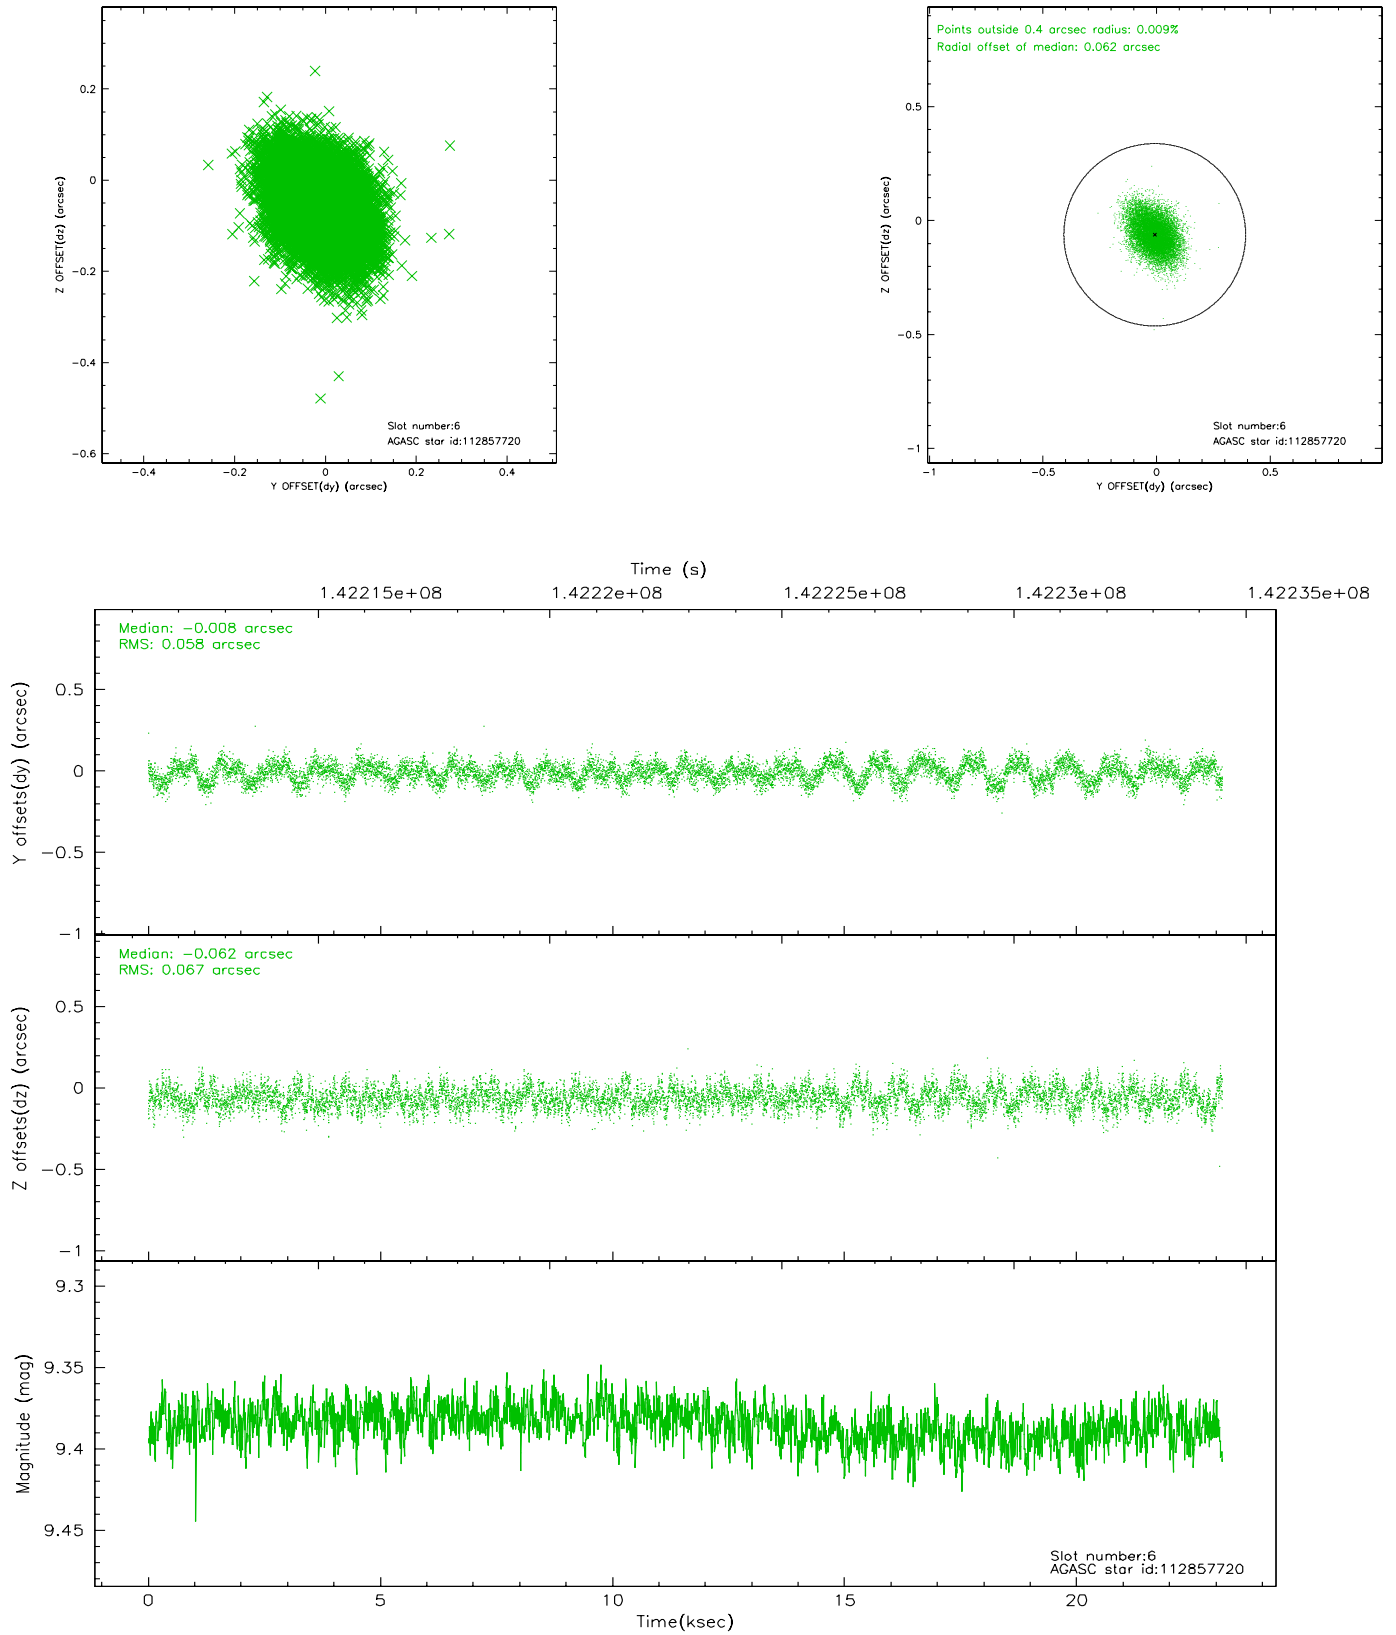 0.2
0
-0.2
-0.4
-0.6
Z OFFSET(dz) (arcsec)
Slot number:6
AGASC star id:112857720
-0.4 -0.2 0 0.2 0.4
Y OFFSET(dy) (arcsec)
Points outside 0.4 arcsec radius: 0.009%
Radial offset of median: 0.062 arcsec
0.5
0
-0.5
-1
Z OFFSET(dz) (arcsec)
Slot number:6
AGASC star id:112857720
-1 -0.5 0 0.5
Y OFFSET(dy) (arcsec)
Time (s)
1.42215e+08 1.4222e+08 1.42225e+08 1.4223e+08 1.42235e+08
Median: -0.008 arcsec
RMS: 0.058 arcsec
0.5
0
-0.5
-1
Y offsets(dy) (arcsec)
Median: -0.062 arcsec
RMS: 0.067 arcsec
0.5
0
-0.5
-1
Z offsets(dz) (arcsec)
9.3
9.35
9.4
9.45
Magnitude (mag)
Slot number:6
AGASC star id:112857720
0 5 10 15 20
Time(ksec)